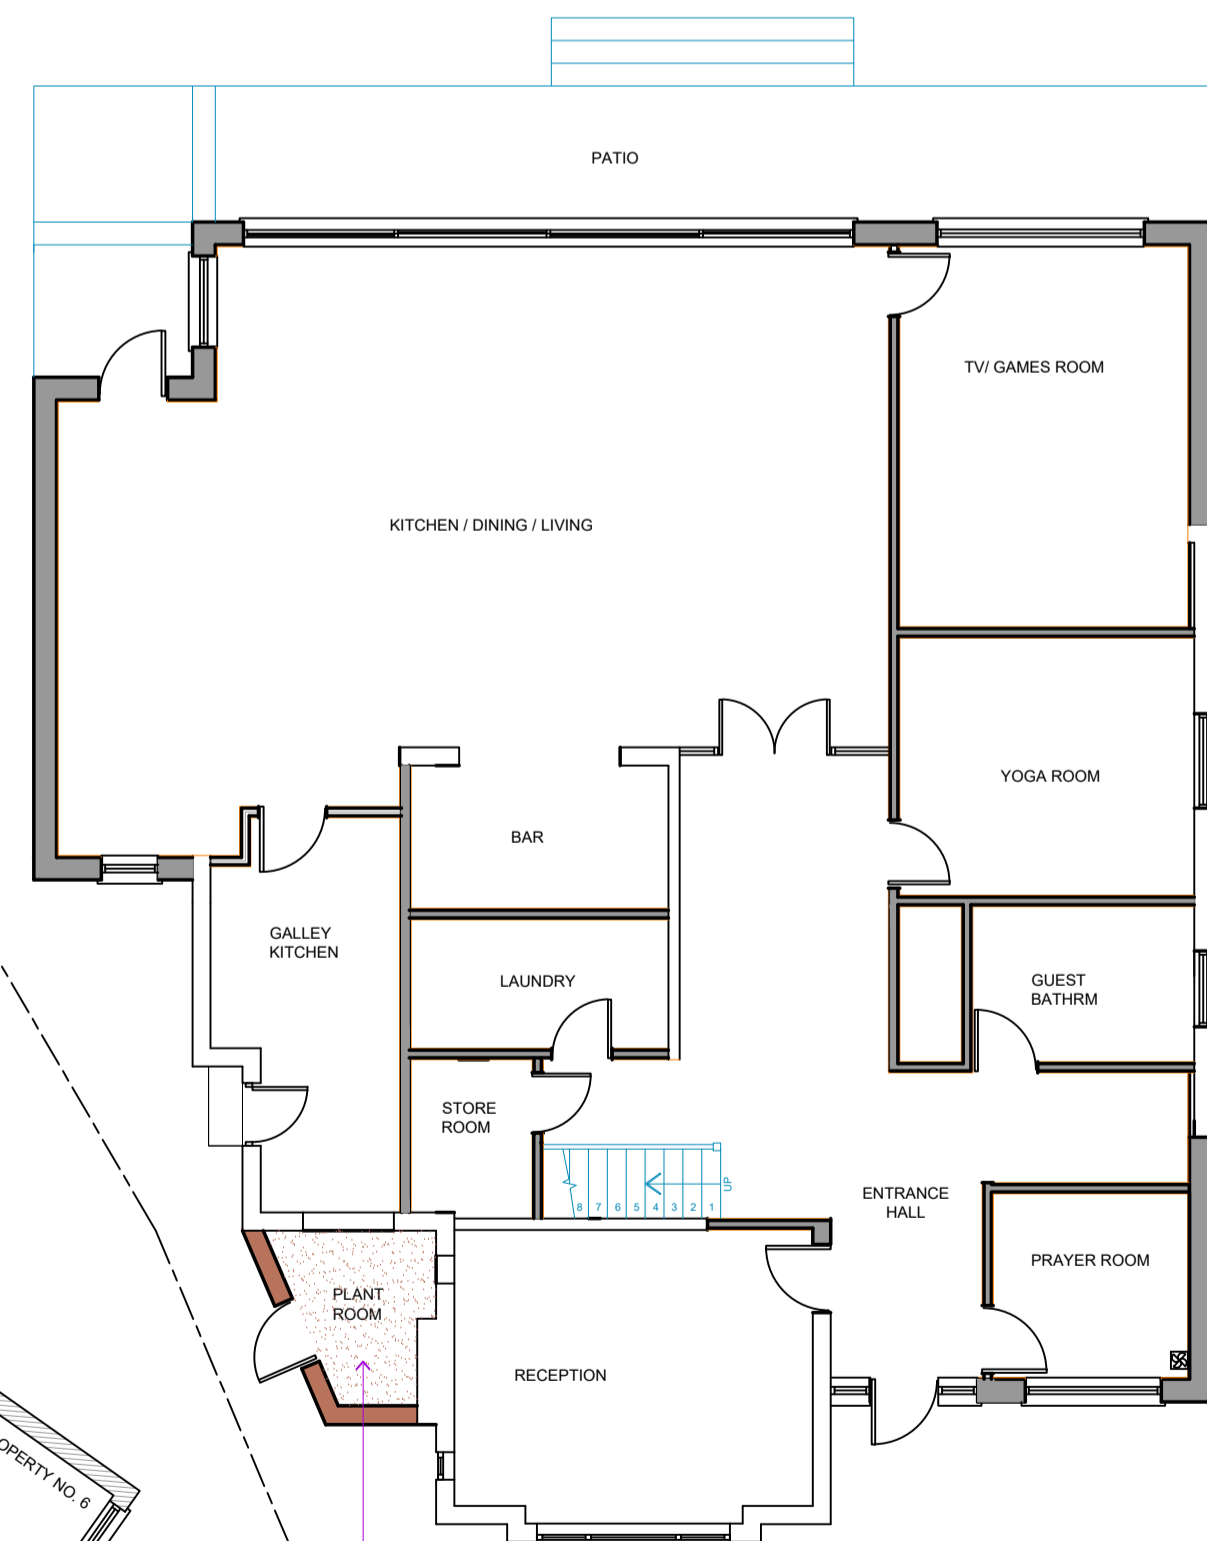 PATIO
TV/ GAMES ROOM
KITCHEN / DINING / LIVING
YOGA ROOM
BAR
GALLEY
KITCHEN
LAUNDRY
GUEST
BATHRM
STORE
ROOM
UP
8 7 6 5 4 3 2 1
ENTRANCE
HALL
PRAYER ROOM
PLANT
ROOM
RECEPTION
OPERTY NO. 6